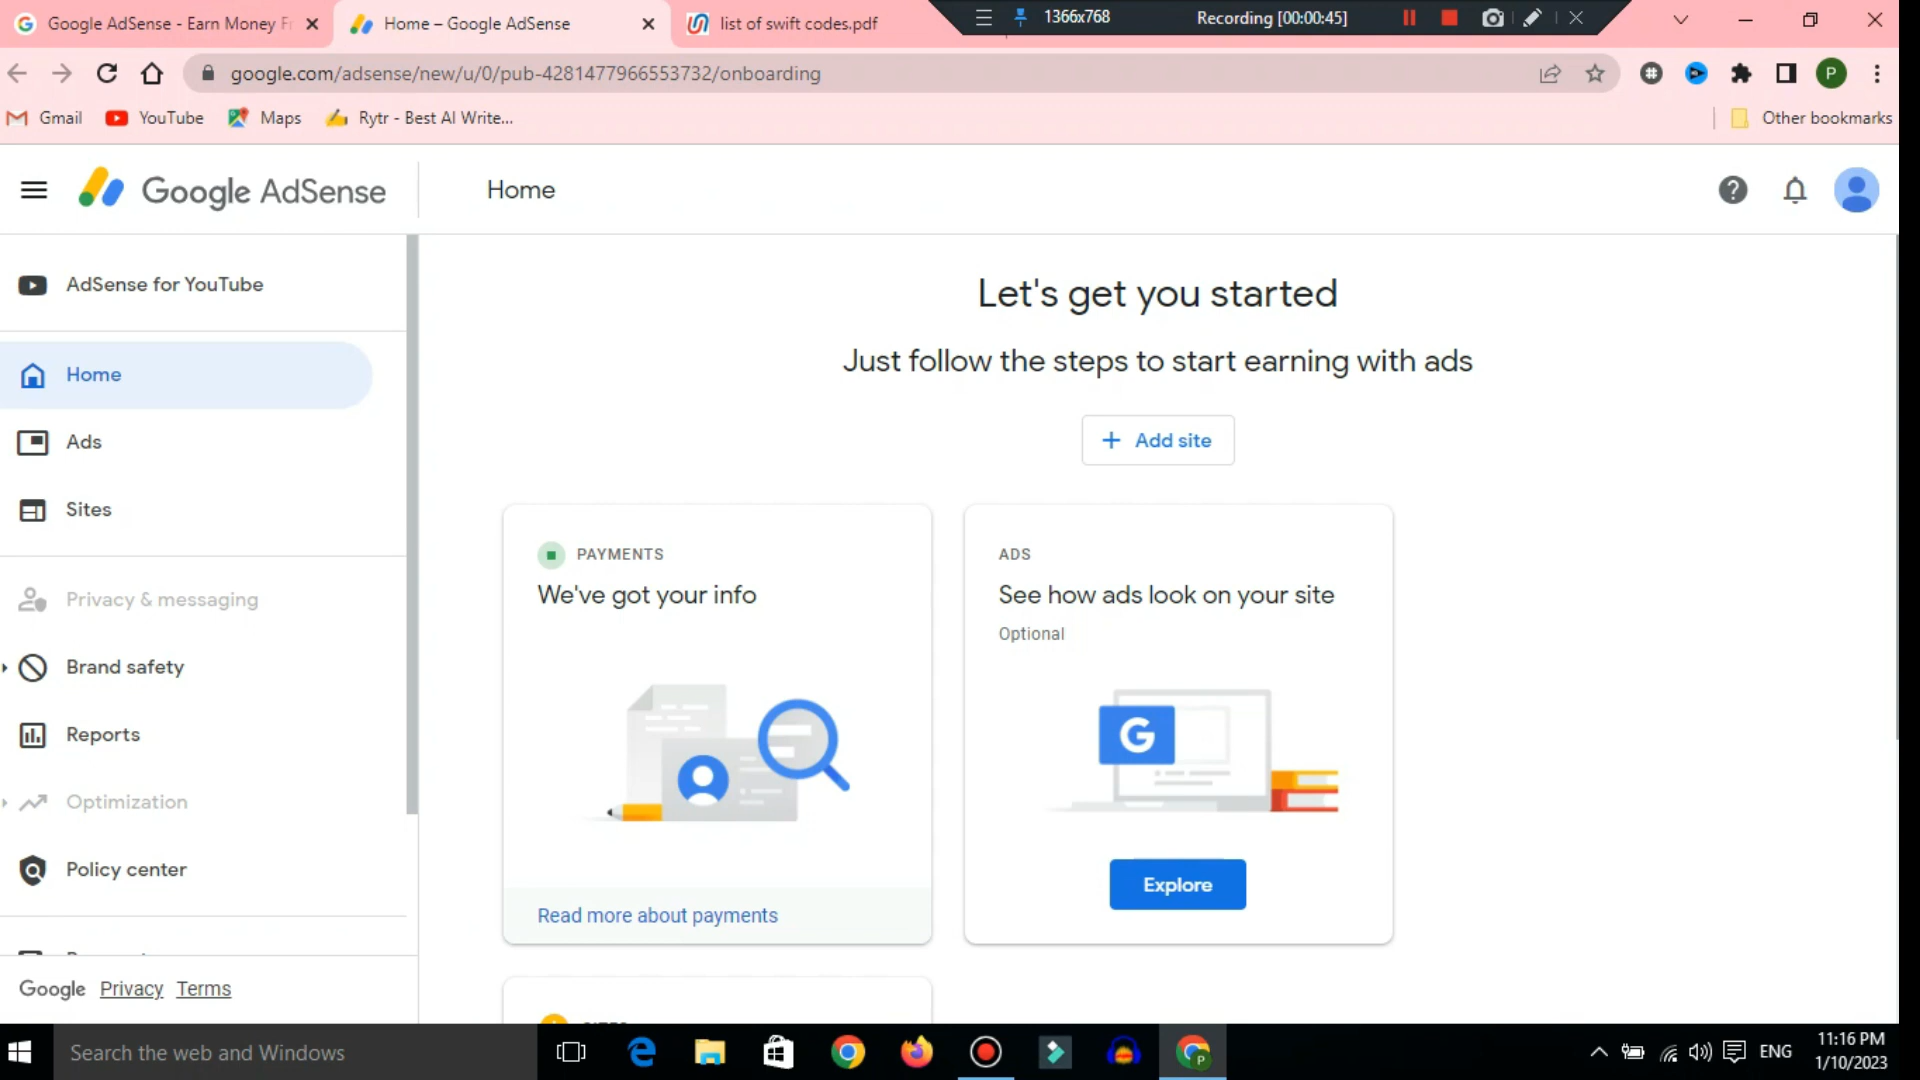 Google AdSense - Earn Money Fr
Home – Google AdSense
list of swift codes.pdf
1366x768
Recording [00:00:45]
google.com/adsense/new/u/0/pub-4281477966553732/onboarding
P
Gmail
YouTube
Maps
Rytr - Best AI Write...
Other bookmarks
Google AdSense
Home
AdSense for YouTube
Home
Ads
Sites
Privacy & messaging
Brand safety
Reports
Optimization
Policy center
Google Privacy Terms
Let's get you started
Just follow the steps to start earning with ads
+ Add site
PAYMENTS
We've got your info
Read more about payments
ADS
See how ads look on your site
Optional
G
Explore
Search the web and Windows
P
ENG
11:16 PM
1/10/2023